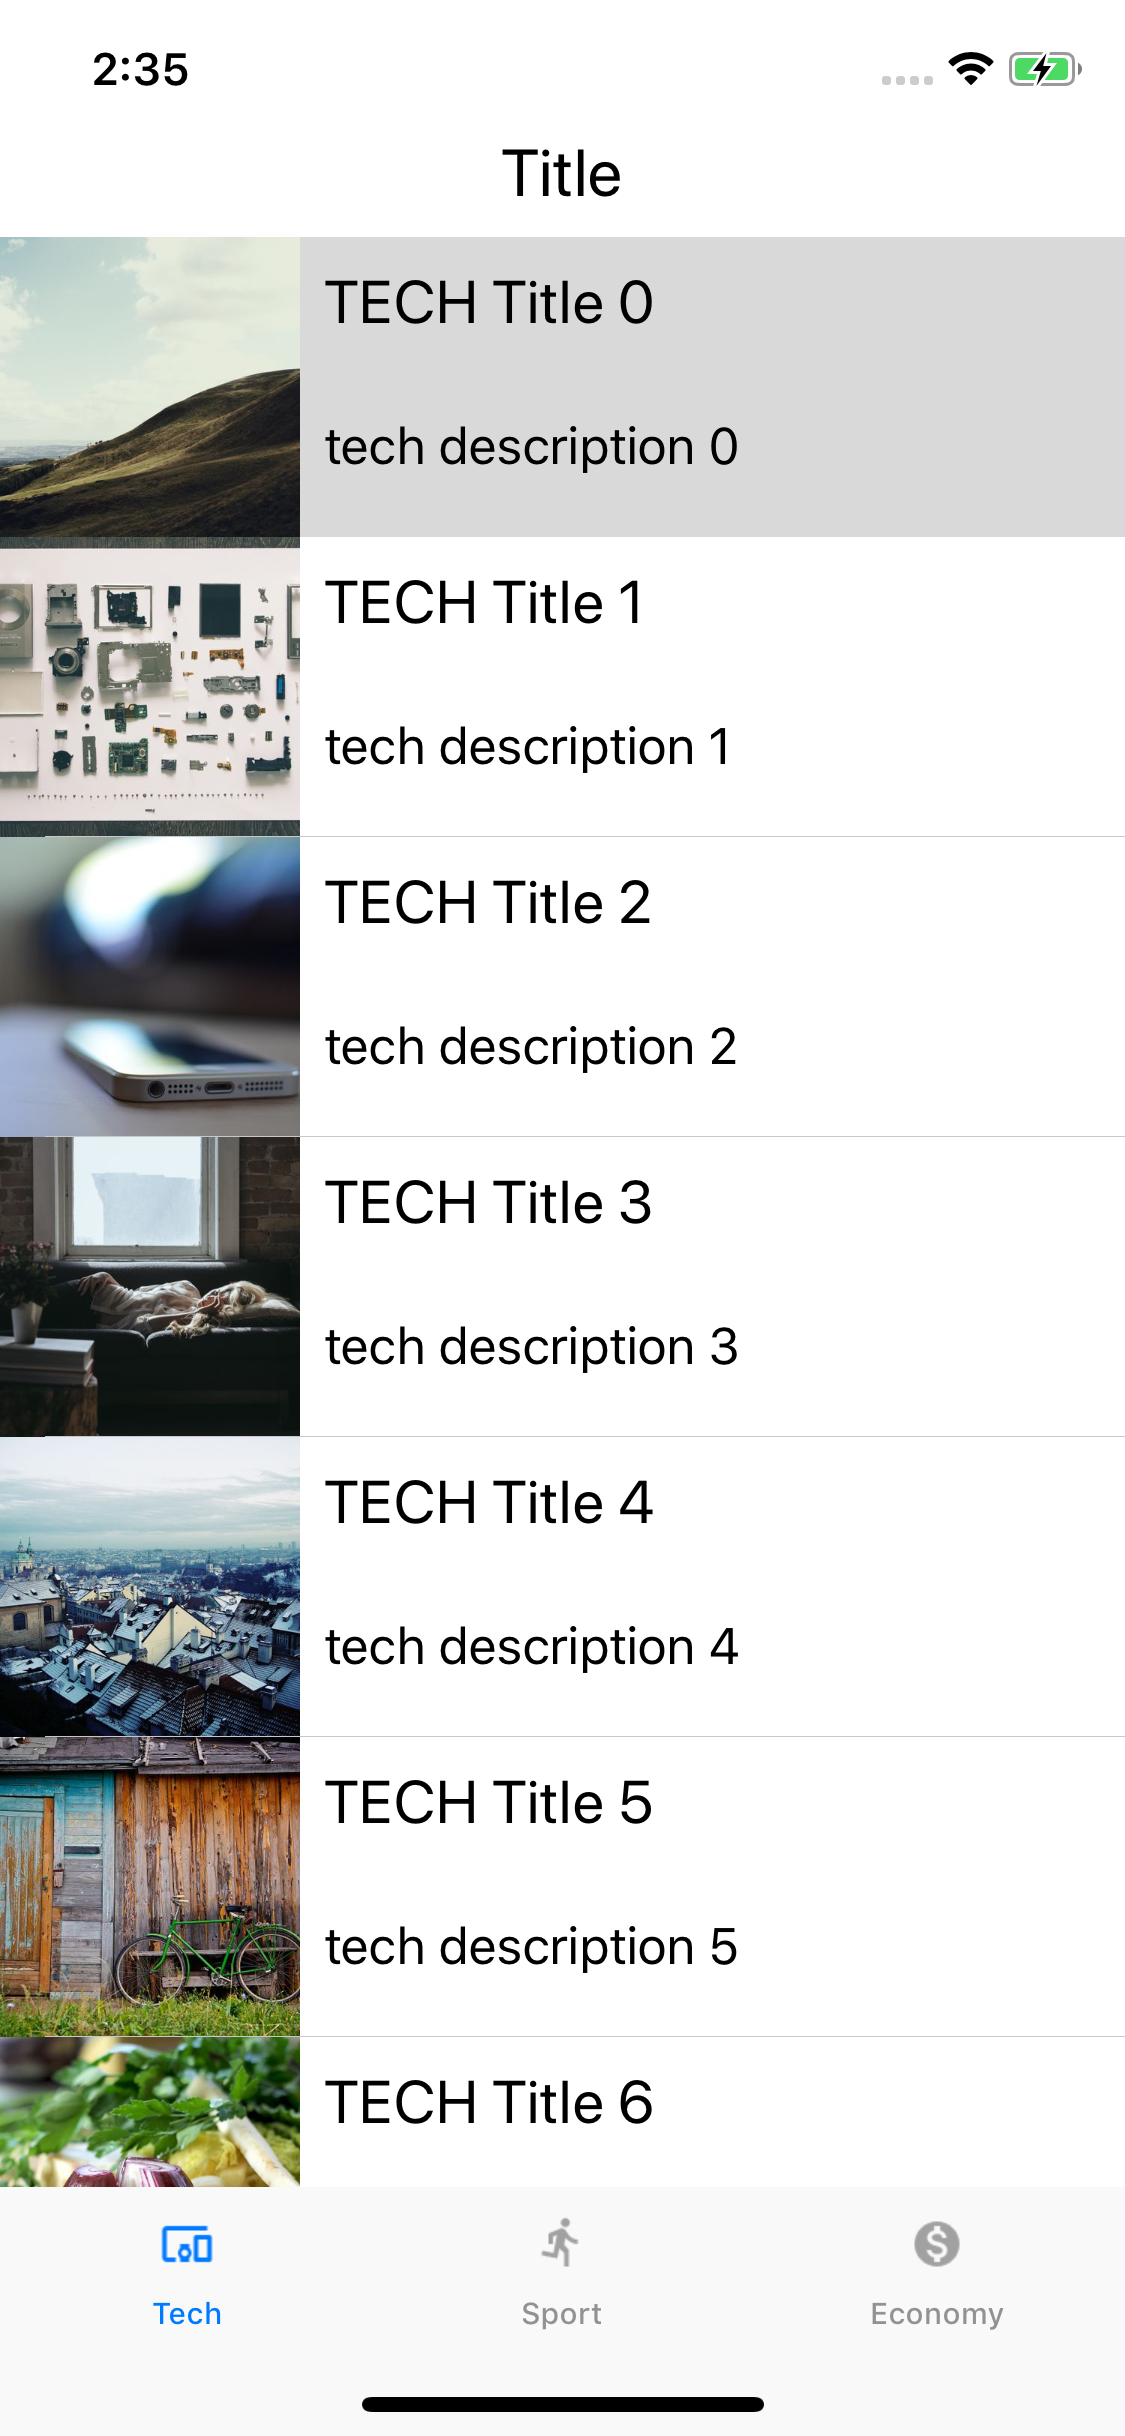 2:35
Title
TECH Title 0
tech description 0
TECH Title 1
tech description 1
TECH Title 2
tech description 2
TECH Title 3
tech description 3
TECH Title 4
tech description 4
TECH Title 5
tech description 5
TECH Title 6
Tech
Sport
Economy